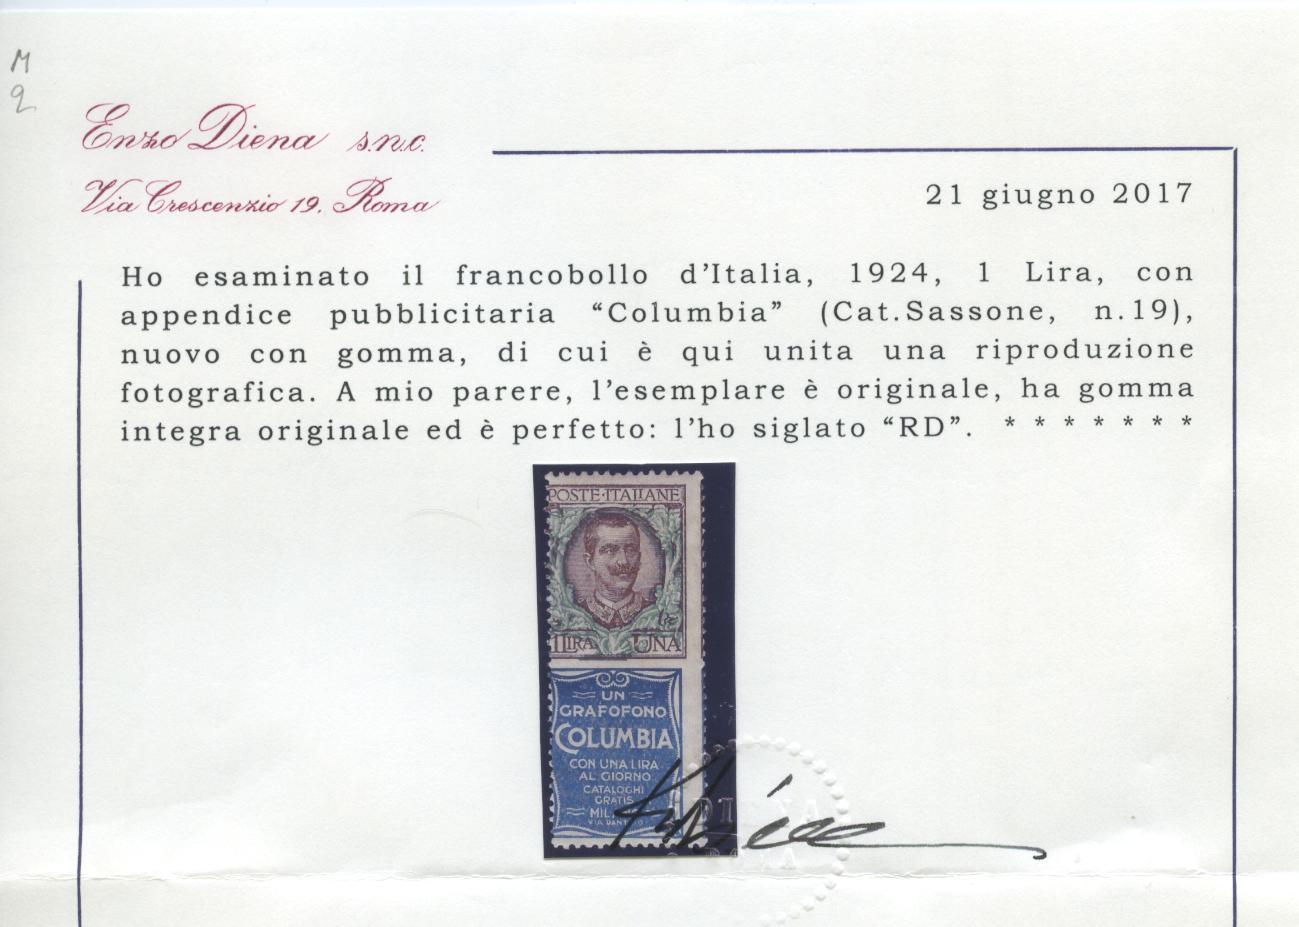 M
2
Enzo Diena s.n.c.
Via Crescenzio 19, Roma
21 giugno 2017
Ho esaminato il francobollo d'Italia, 1924, 1 Lira, con
appendice pubblicitaria “Columbia” (Cat.Sassone, n.19),
nuovo con gomma, di cui è qui unita una riproduzione
fotografica. A mio parere, l'esemplare è originale, ha gomma
integra originale ed è perfetto: l'ho siglato “RD”. * * * * * * *
POSTE·ITALIANE
LIRA UNA
UN
GRAFOFONO
COLUMBIA
CON UNA LIRA
AL GIORNO
CATALOGHI
GRATIS